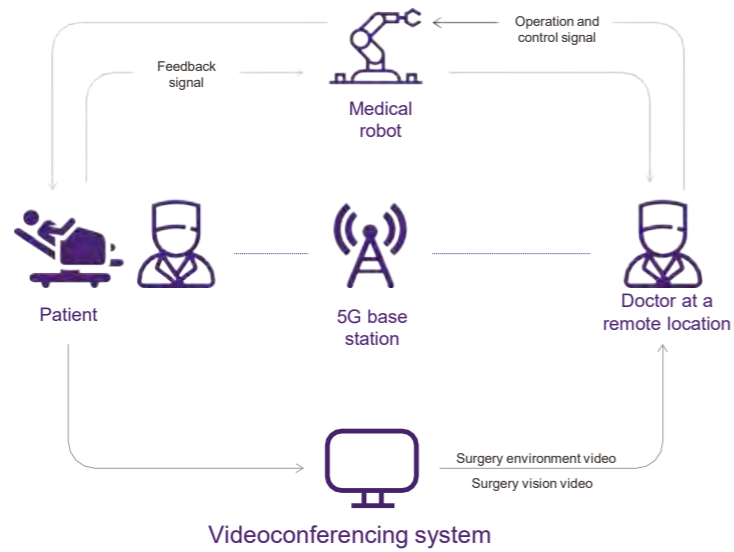 Operation and
control signal
Feedback
signal
Medical
robot
Patient
5G base
station
Doctor at a
remote location
Surgery environment video
Surgery vision video
Videoconferencing system